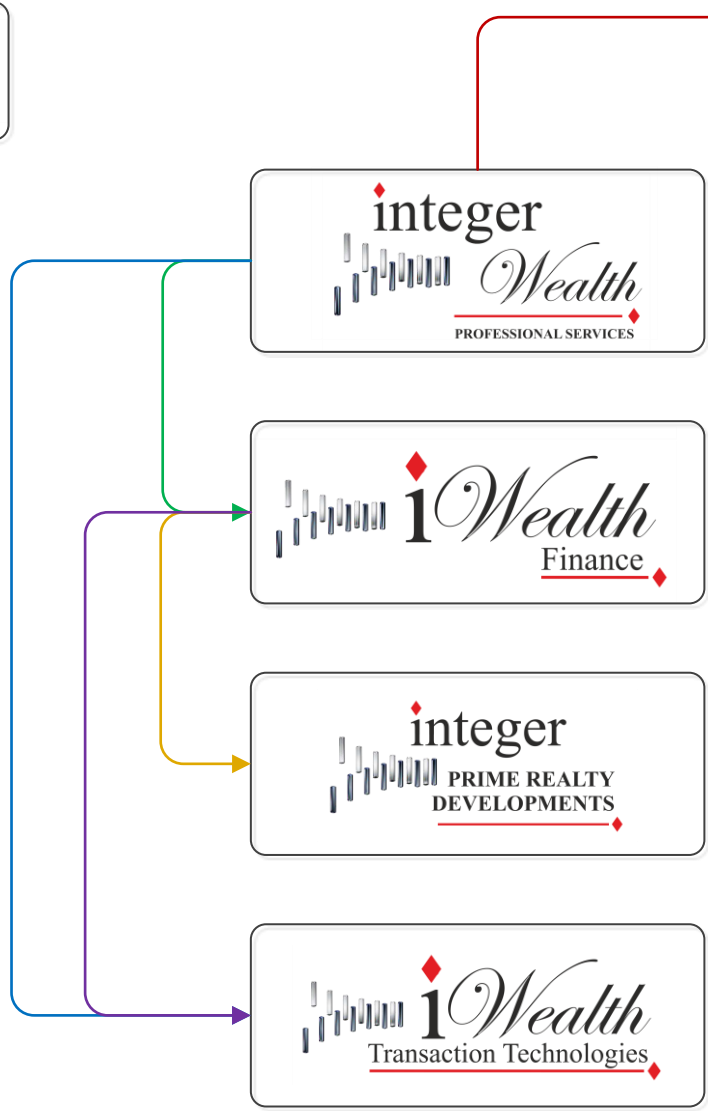 integer
Wealth
PROFESSIONAL SERVICES
iWealth
Finance
integer
PRIME REALTY
DEVELOPMENTS
iWealth
Transaction Technologies